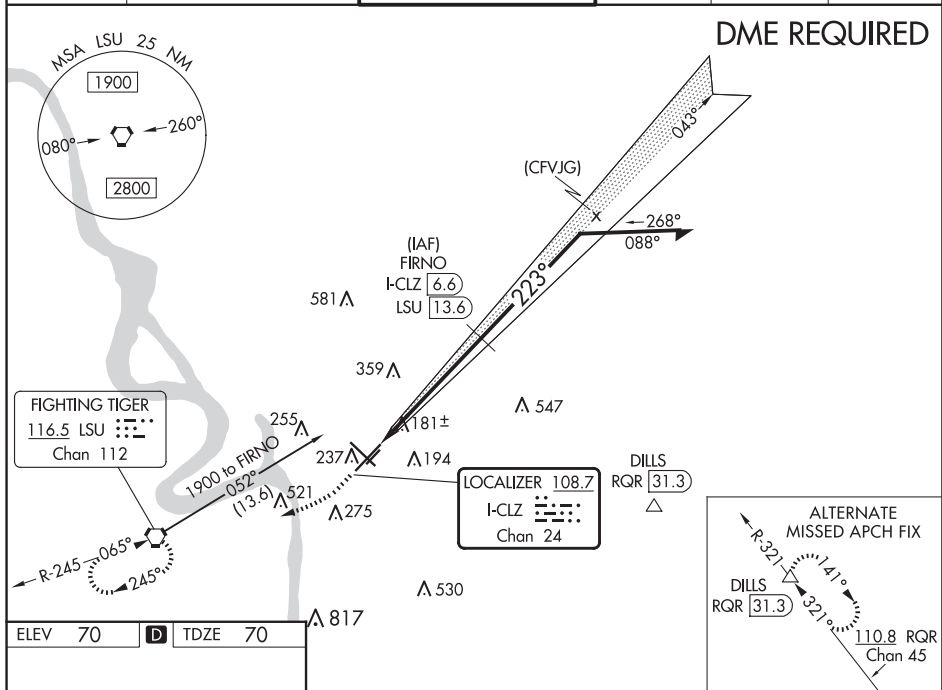 DME REQUIRED
MSA LSU 25 NM
1900
080°
260°
2800
043°
(CFVJG)
268°
088°
223°
(IAF)
FIRNO
I-CLZ 6.6
LSU 13.6
581
359
547
181±
255
237
194
FIGHTING TIGER
116.5 LSU
Chan 112
1900 to FIRNO
052°
(13.6)
521
275
LOCALIZER 108.7
I-CLZ
Chan 24
DILLS
RQR 31.3
R-245
065°
245°
530
817
ALTERNATE
MISSED APCH FIX
R-321
141°
DILLS
RQR 31.3
321°
110.8 RQR
Chan 45
ELEV 70 D TDZE 70